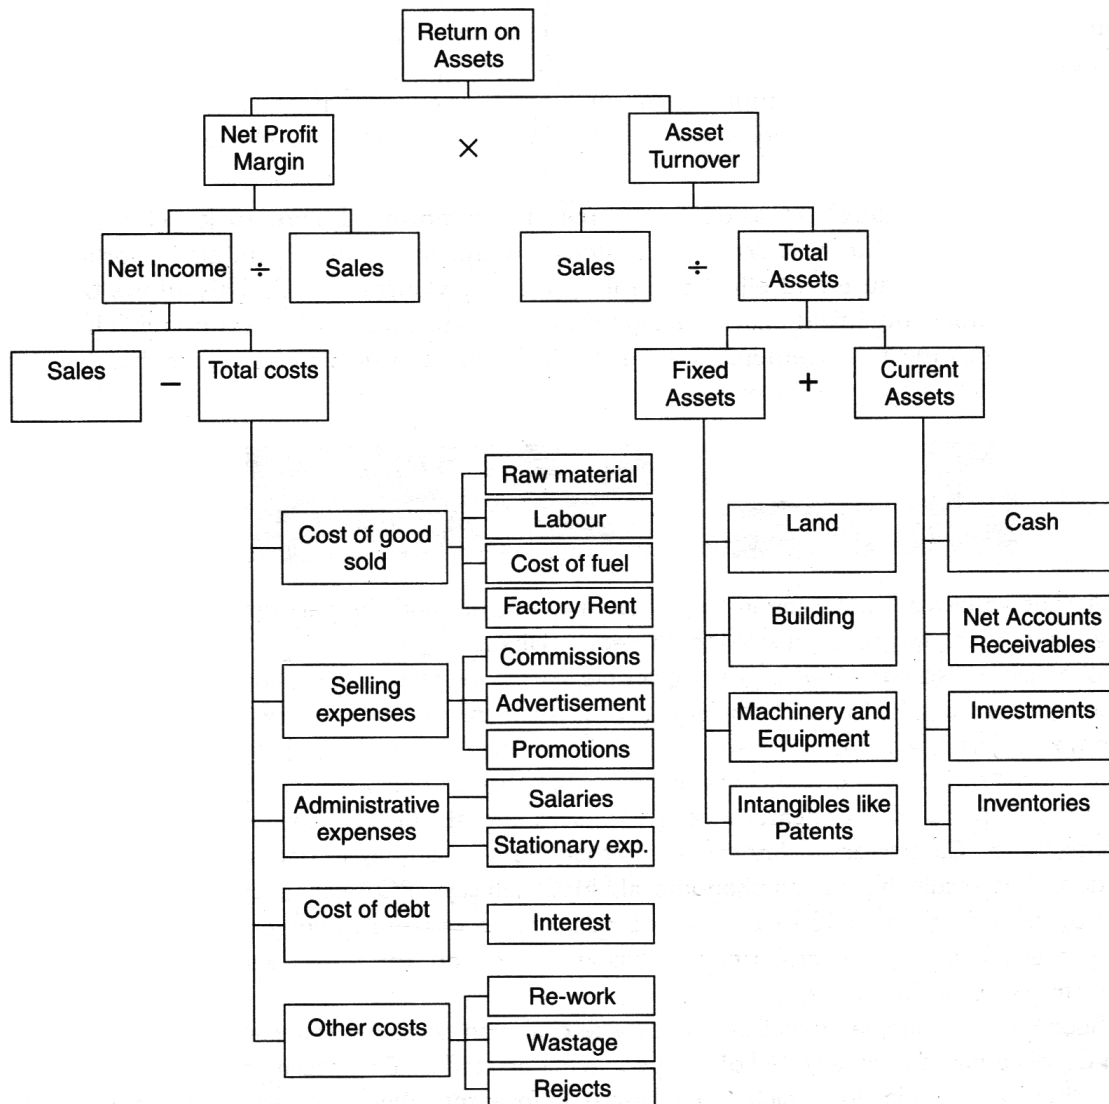 Return on
Assets
Net Profit
Margin
×
Asset
Turnover
Net Income
÷
Sales
Sales
÷
Total
Assets
Sales
−
Total costs
Fixed
Assets
+
Current
Assets
Cost of good
sold
Raw material
Labour
Cost of fuel
Factory Rent
Selling
expenses
Commissions
Advertisement
Promotions
Administrative
expenses
Salaries
Stationary exp.
Cost of debt
Interest
Other costs
Re-work
Wastage
Rejects
Land
Building
Machinery and
Equipment
Intangibles like
Patents
Cash
Net Accounts
Receivables
Investments
Inventories